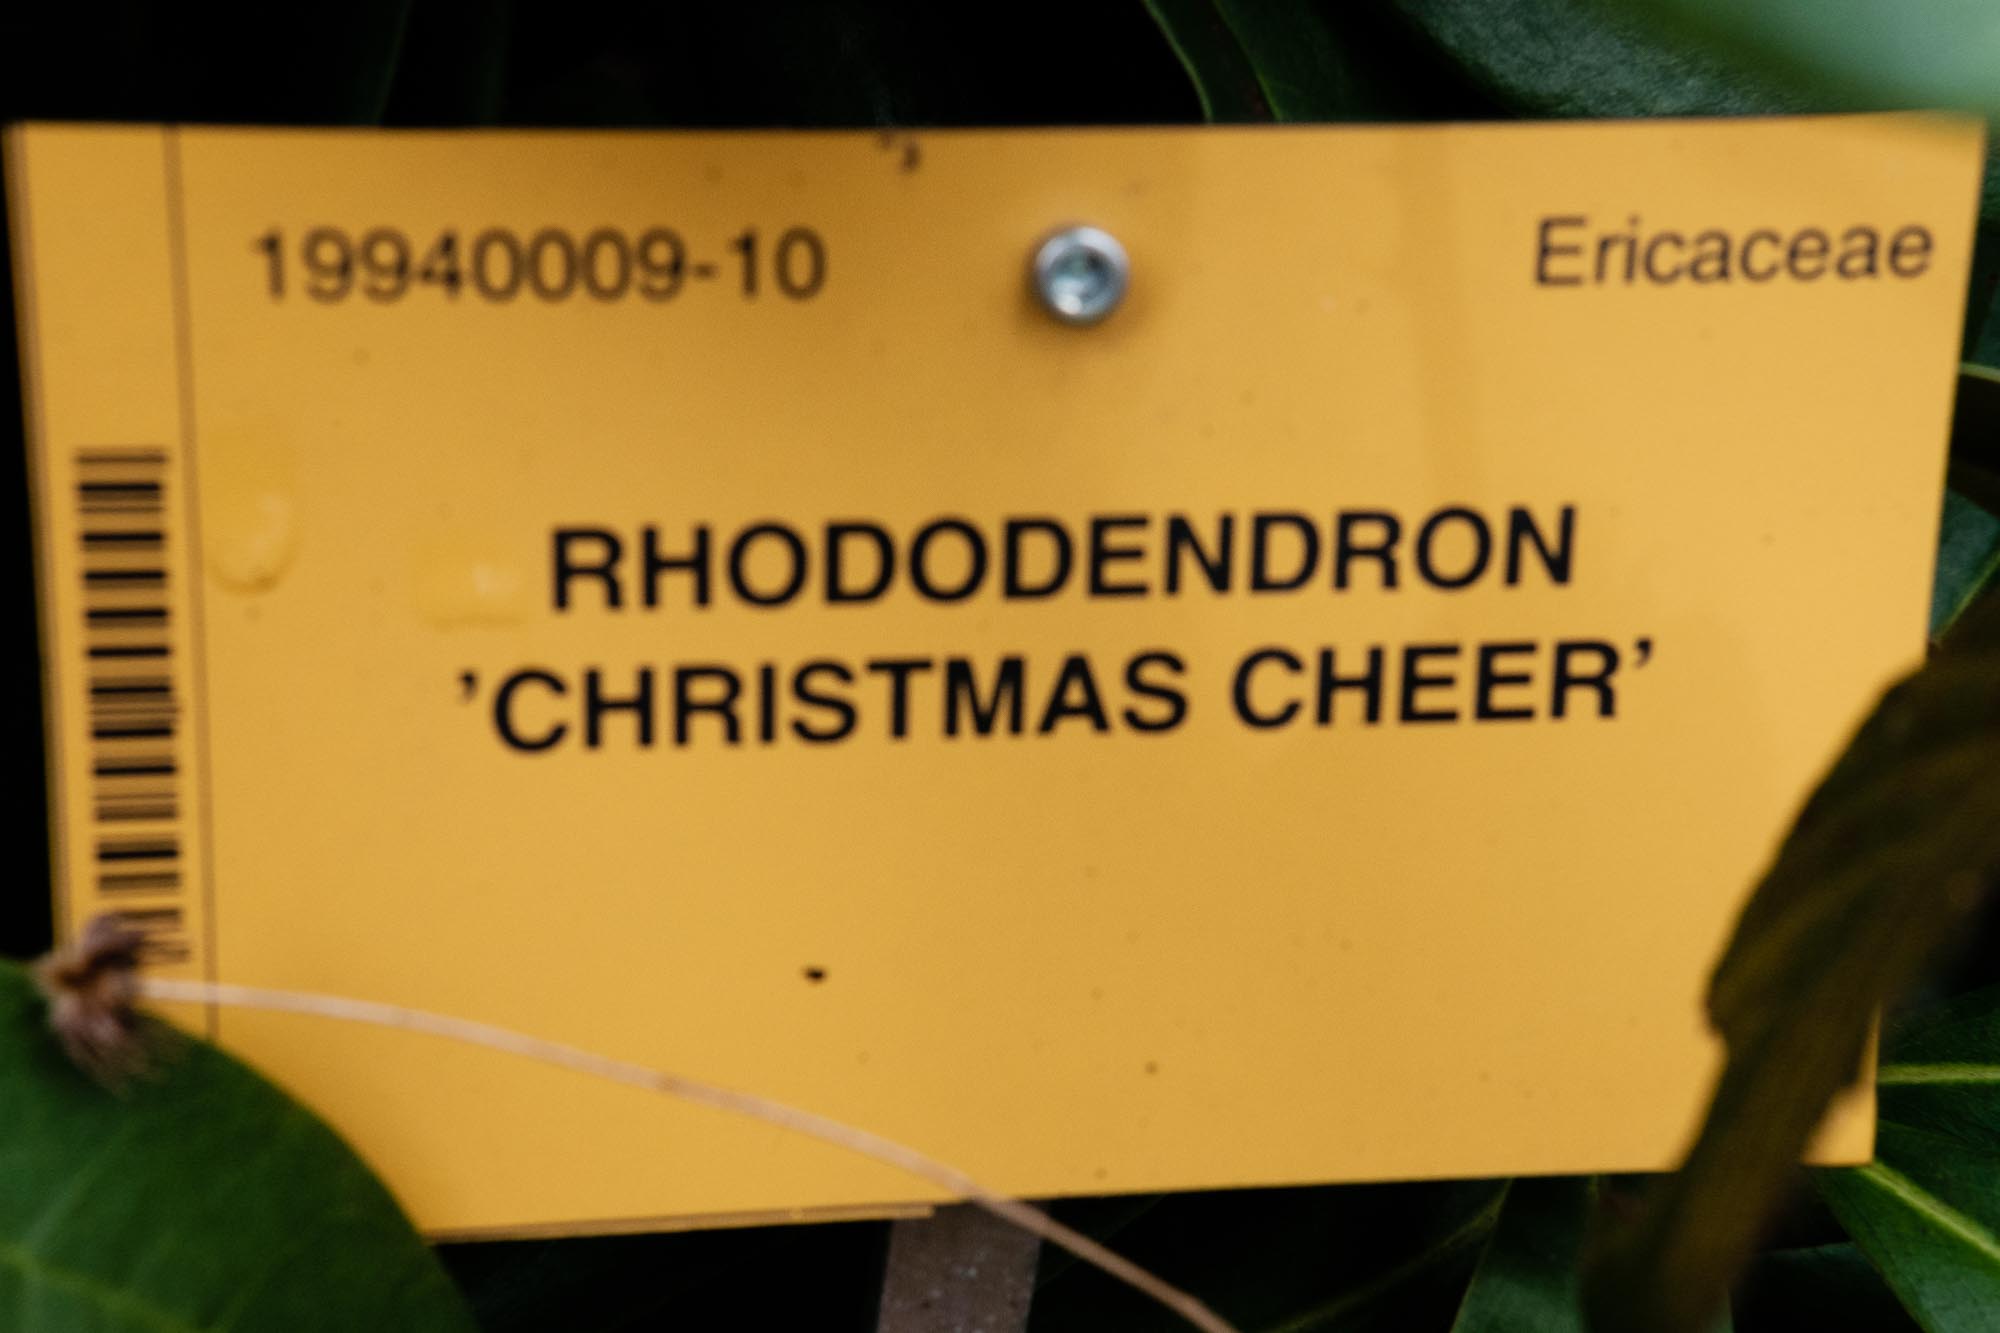 19940009-10
Ericaceae
RHODODENDRON
’CHRISTMAS CHEER’